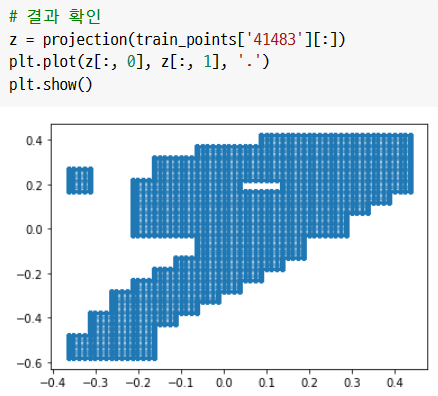 # 결과 확인
z = projection(train_points['41483'][:])
plt.plot(z[:, 0], z[:, 1], '.')
plt.show()
0.4
0.2
0.0
−0.2
−0.4
−0.6
−0.4 −0.3 −0.2 −0.1 0.0 0.1 0.2 0.3 0.4